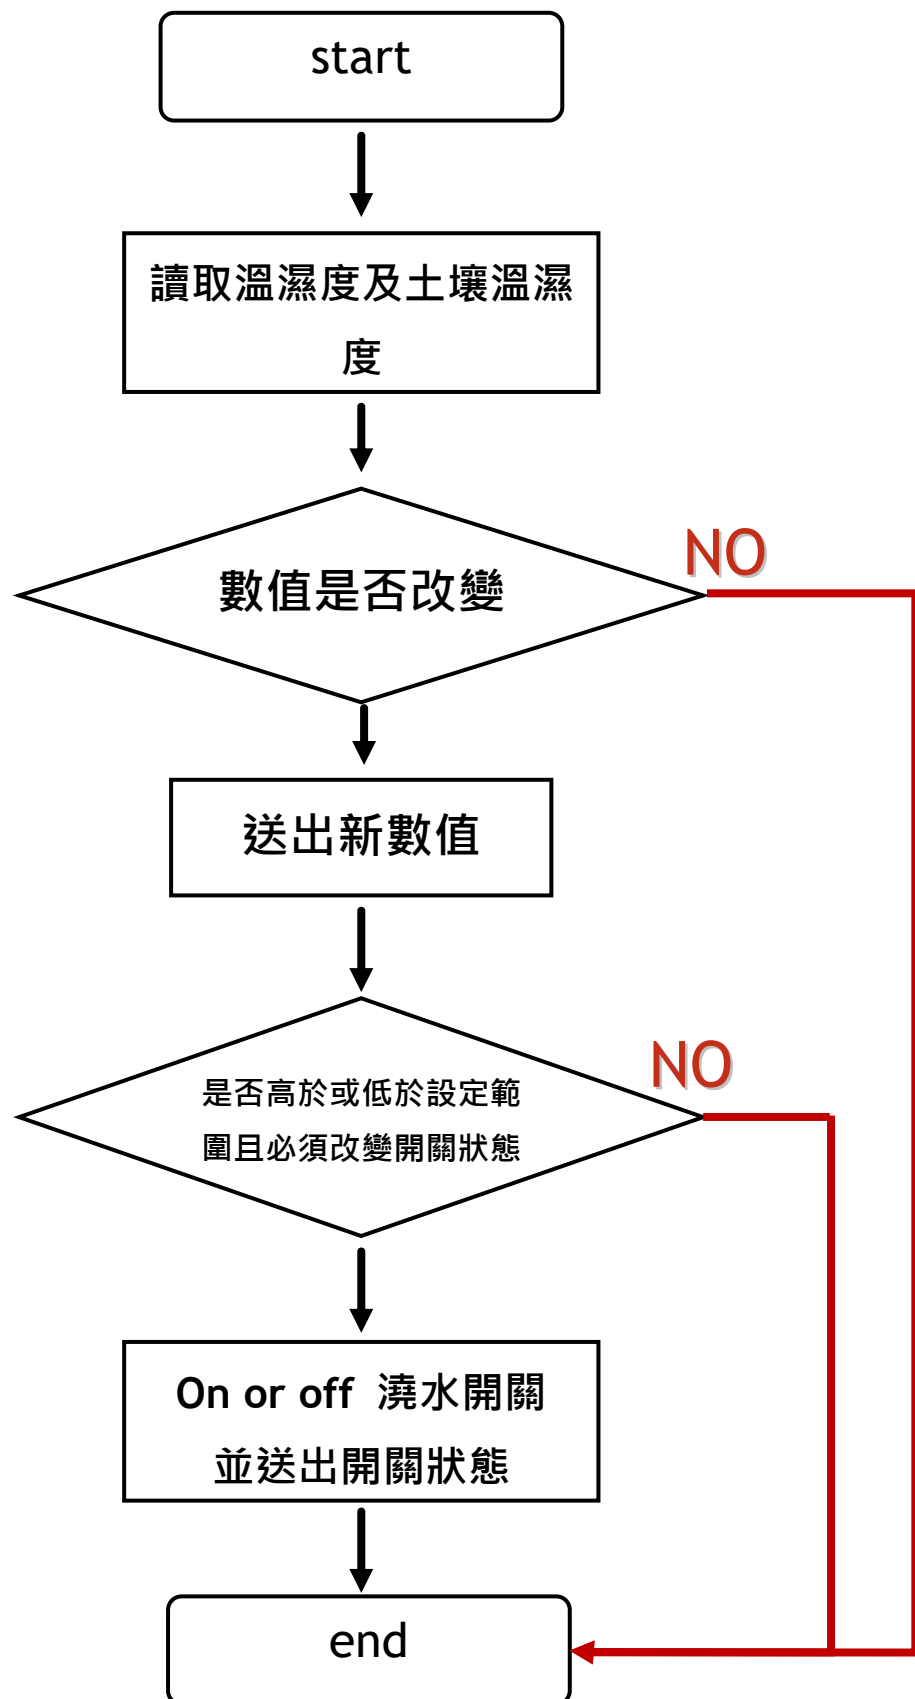 start
讀取溫濕度及土壤溫濕
度
NO
數值是否改變
送出新數值
NO
是否高於或低於設定範
圍且必須改變開關狀態
On or off 澆水開關
並送出開關狀態
end